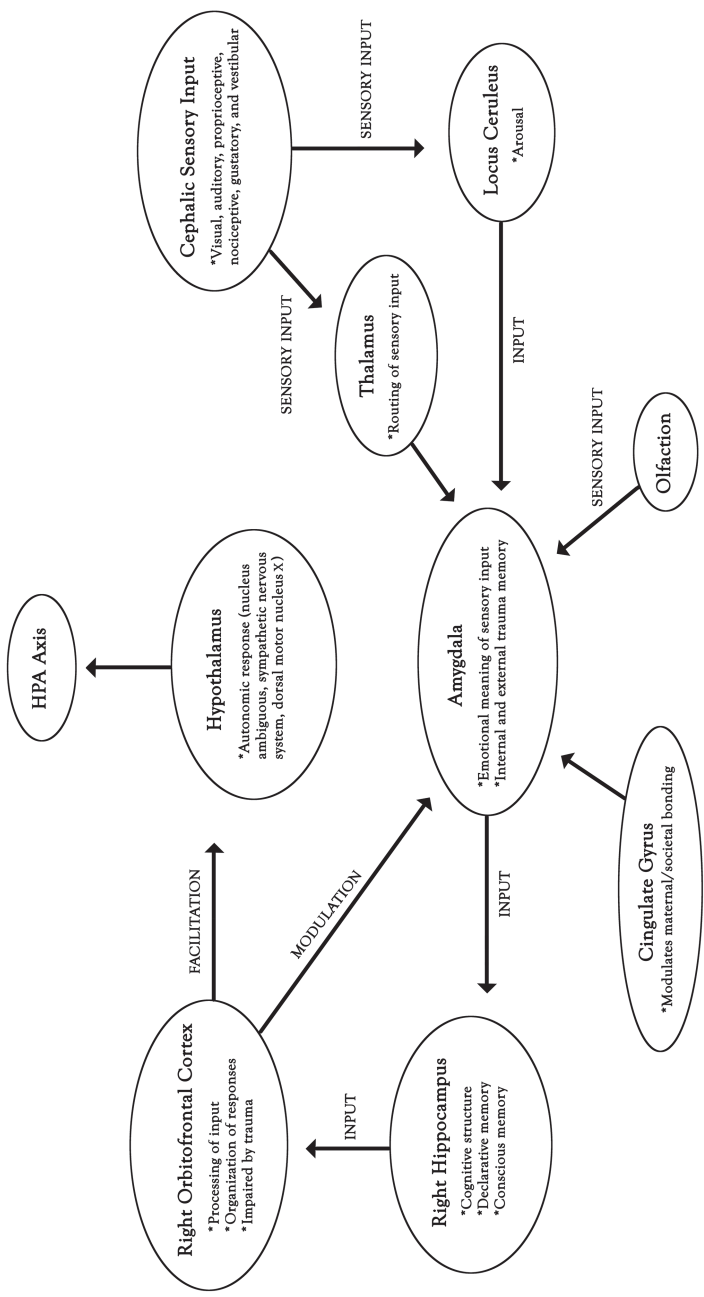 Cephalic Sensory Input
*Visual, auditory, proprioceptive,
nociceptive, gustatory, and vestibular
SENSORY INPUT
Locus Ceruleus
*Arousal
SENSORY INPUT
Thalamus
*Routing of sensory input
INPUT
SENSORY INPUT
Olfaction
HPA Axis
Hypothalamus
*Autonomic response (nucleus
ambiguous, sympathetic nervous
system, dorsal motor nucleus X)
Amygdala
*Emotional meaning of sensory input
*Internal and external trauma memory
FACILITATION
MODULATION
INPUT
Cingulate Gyrus
*Modulates maternal/societal bonding
Right Orbitofrontal Cortex
*Processing of input
*Organization of responses
*Impaired by trauma
INPUT
Right Hippocampus
*Cognitive structure
*Declarative memory
*Conscious memory